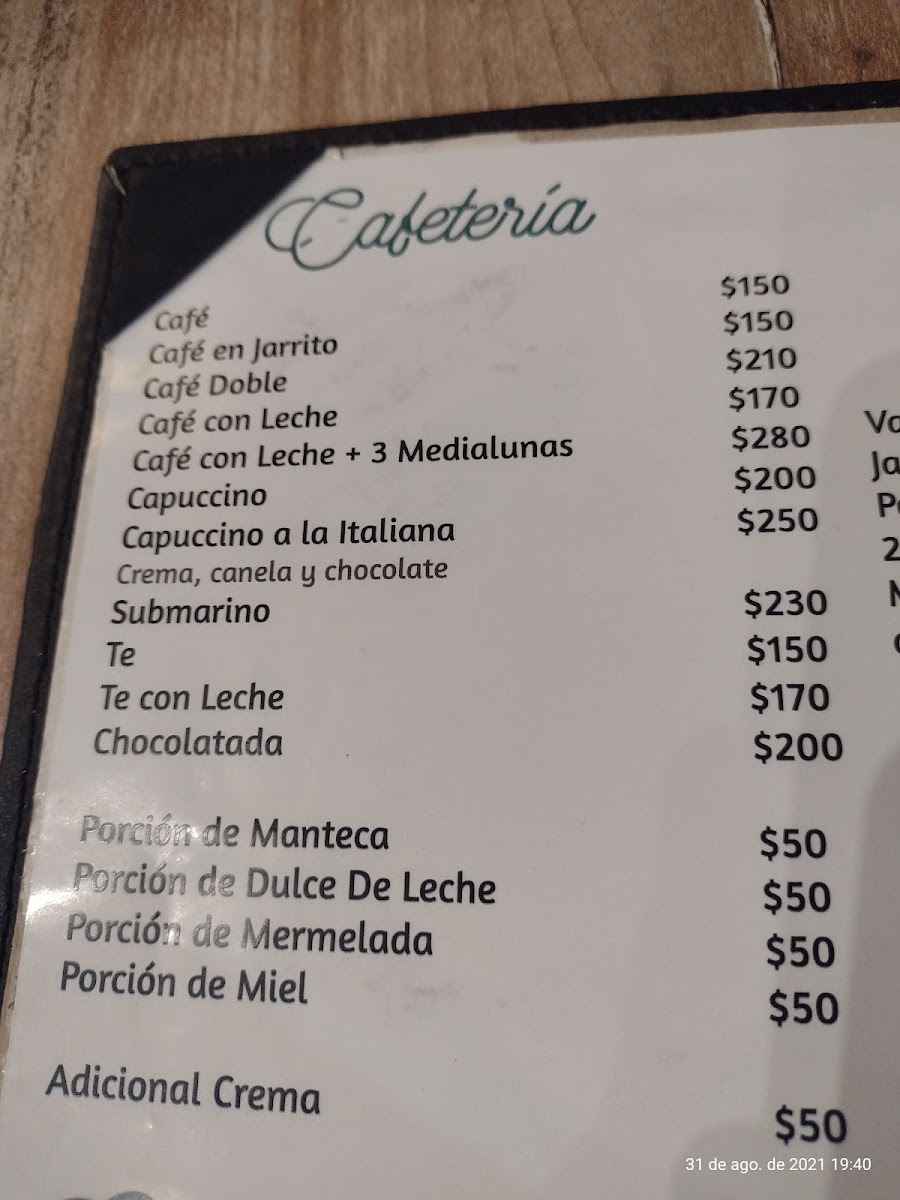 Cafetería
Café $150
Café en Jarrito $150
Café Doble $210
Café con Leche $170
Café con Leche + 3 Medialunas $280
Capuccino $200
Capuccino a la Italiana $250
Crema, canela y chocolate
Submarino $230
Te $150
Te con Leche $170
Chocolatada $200
Porción de Manteca $50
Porción de Dulce De Leche $50
Porción de Mermelada $50
Porción de Miel $50
Adicional Crema $50
31 de ago. de 2021 19:40